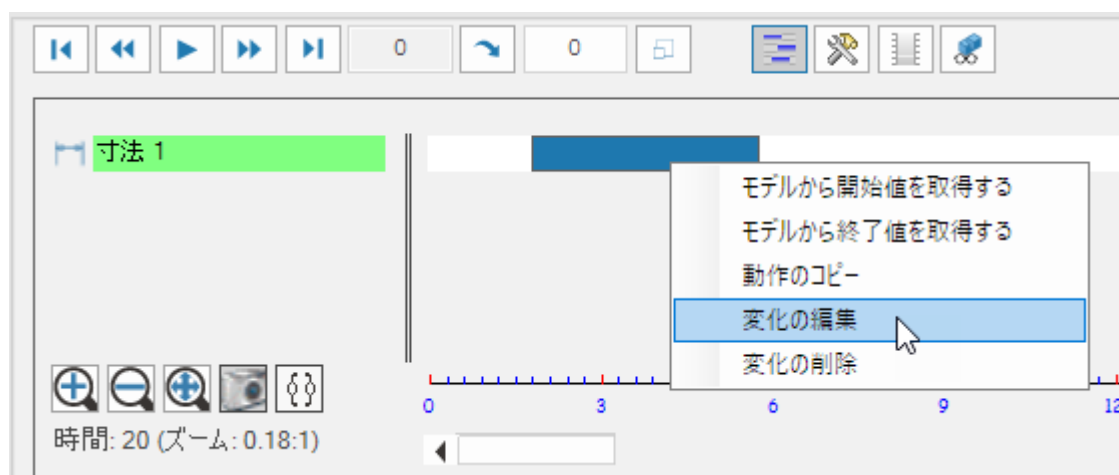 0 0
寸法 1
モデルから開始値を取得する
モデルから終了値を取得する
動作のコピー
変化の編集
変化の削除
{}
0 3 6 9 12
時間: 20 (ズーム: 0.18:1)